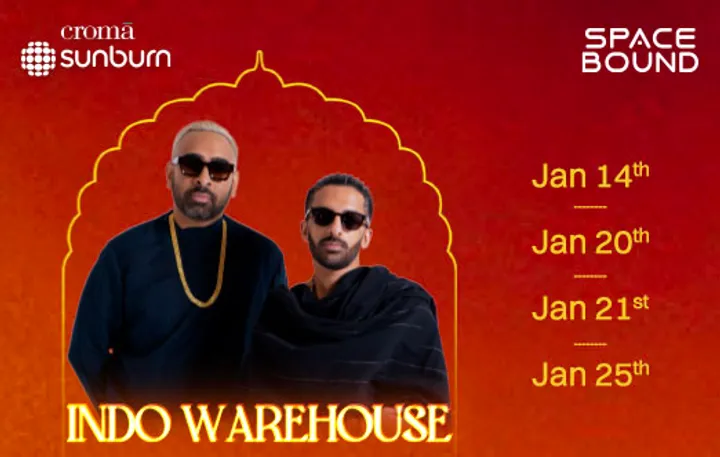 cromā
sunburn
SPACE
BOUND
Jan 14th
Jan 20th
Jan 21st
Jan 25th
INDO WAREHOUSE